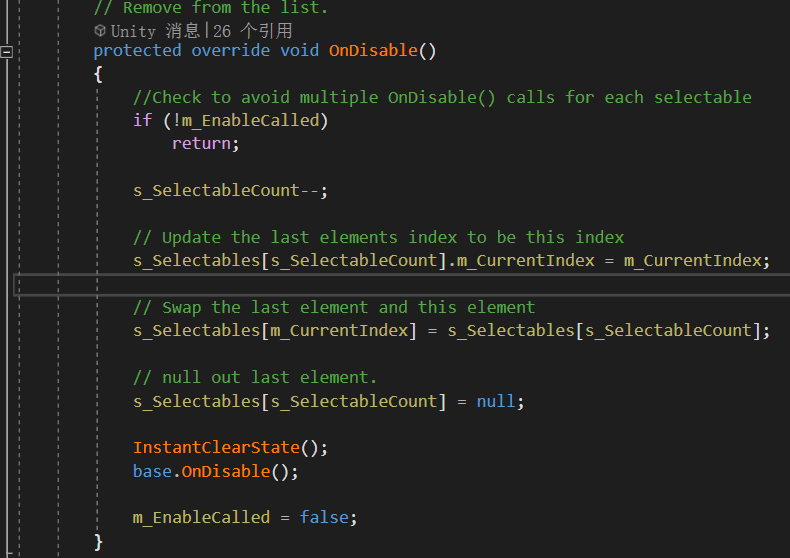 // Remove from the list.
Unity 消息|26 个引用
protected override void OnDisable()
{
//Check to avoid multiple OnDisable() calls for each selectable
if (!m_EnableCalled)
return;
s_SelectableCount--;
// Update the last elements index to be this index
s_Selectables[s_SelectableCount].m_CurrentIndex = m_CurrentIndex;
// Swap the last element and this element
s_Selectables[m_CurrentIndex] = s_Selectables[s_SelectableCount];
// null out last element.
s_Selectables[s_SelectableCount] = null;
InstantClearState();
base.OnDisable();
m_EnableCalled = false;
}